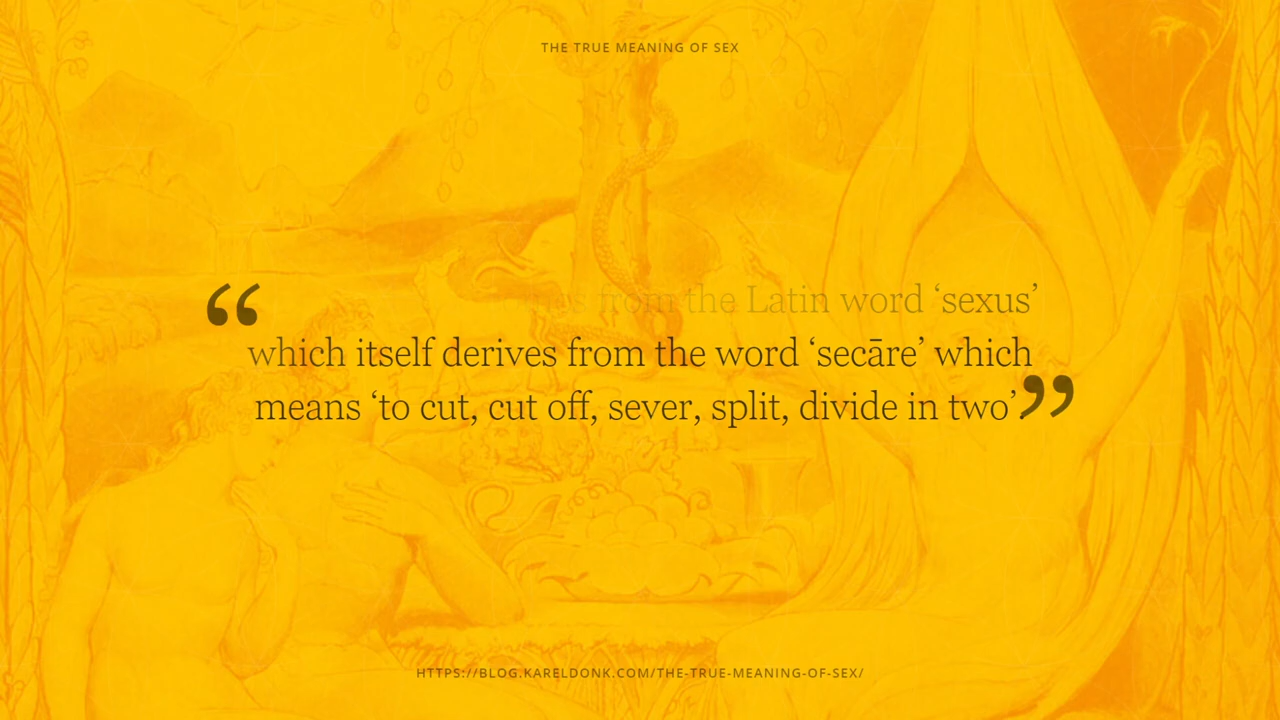 THE TRUE MEANING OF SEX
“ from the Latin word ‘sexus’
which itself derives from the word ‘secāre’ which
means ‘to cut, cut off, sever, split, divide in two’ ”
HTTPS://BLOG.KARELDONK.COM/THE-TRUE-MEANING-OF-SEX/